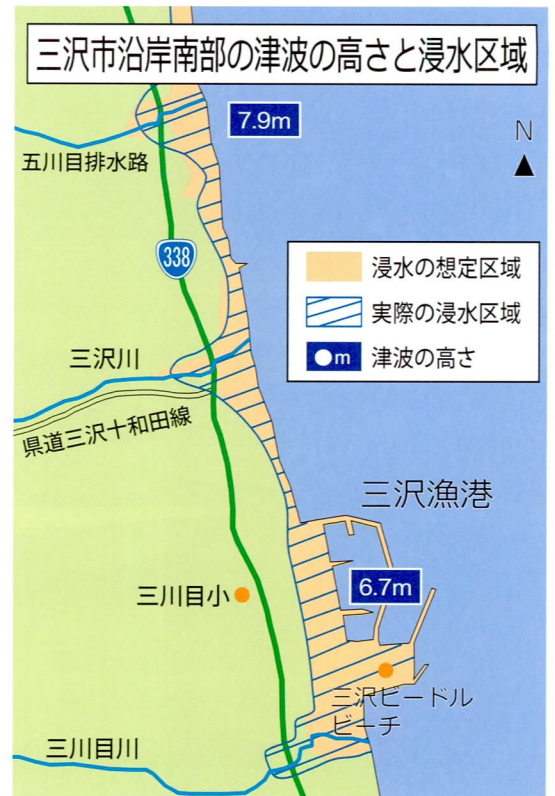 三沢市沿岸南部の津波の高さと浸水区域
7.9m
N
五川目排水路
338
浸水の想定区域
実際の浸水区域
m
津波の高さ
三沢川
県道三沢十和田線
三沢漁港
6.7m
三川目小
三沢ビードル
ビーチ
三川目川